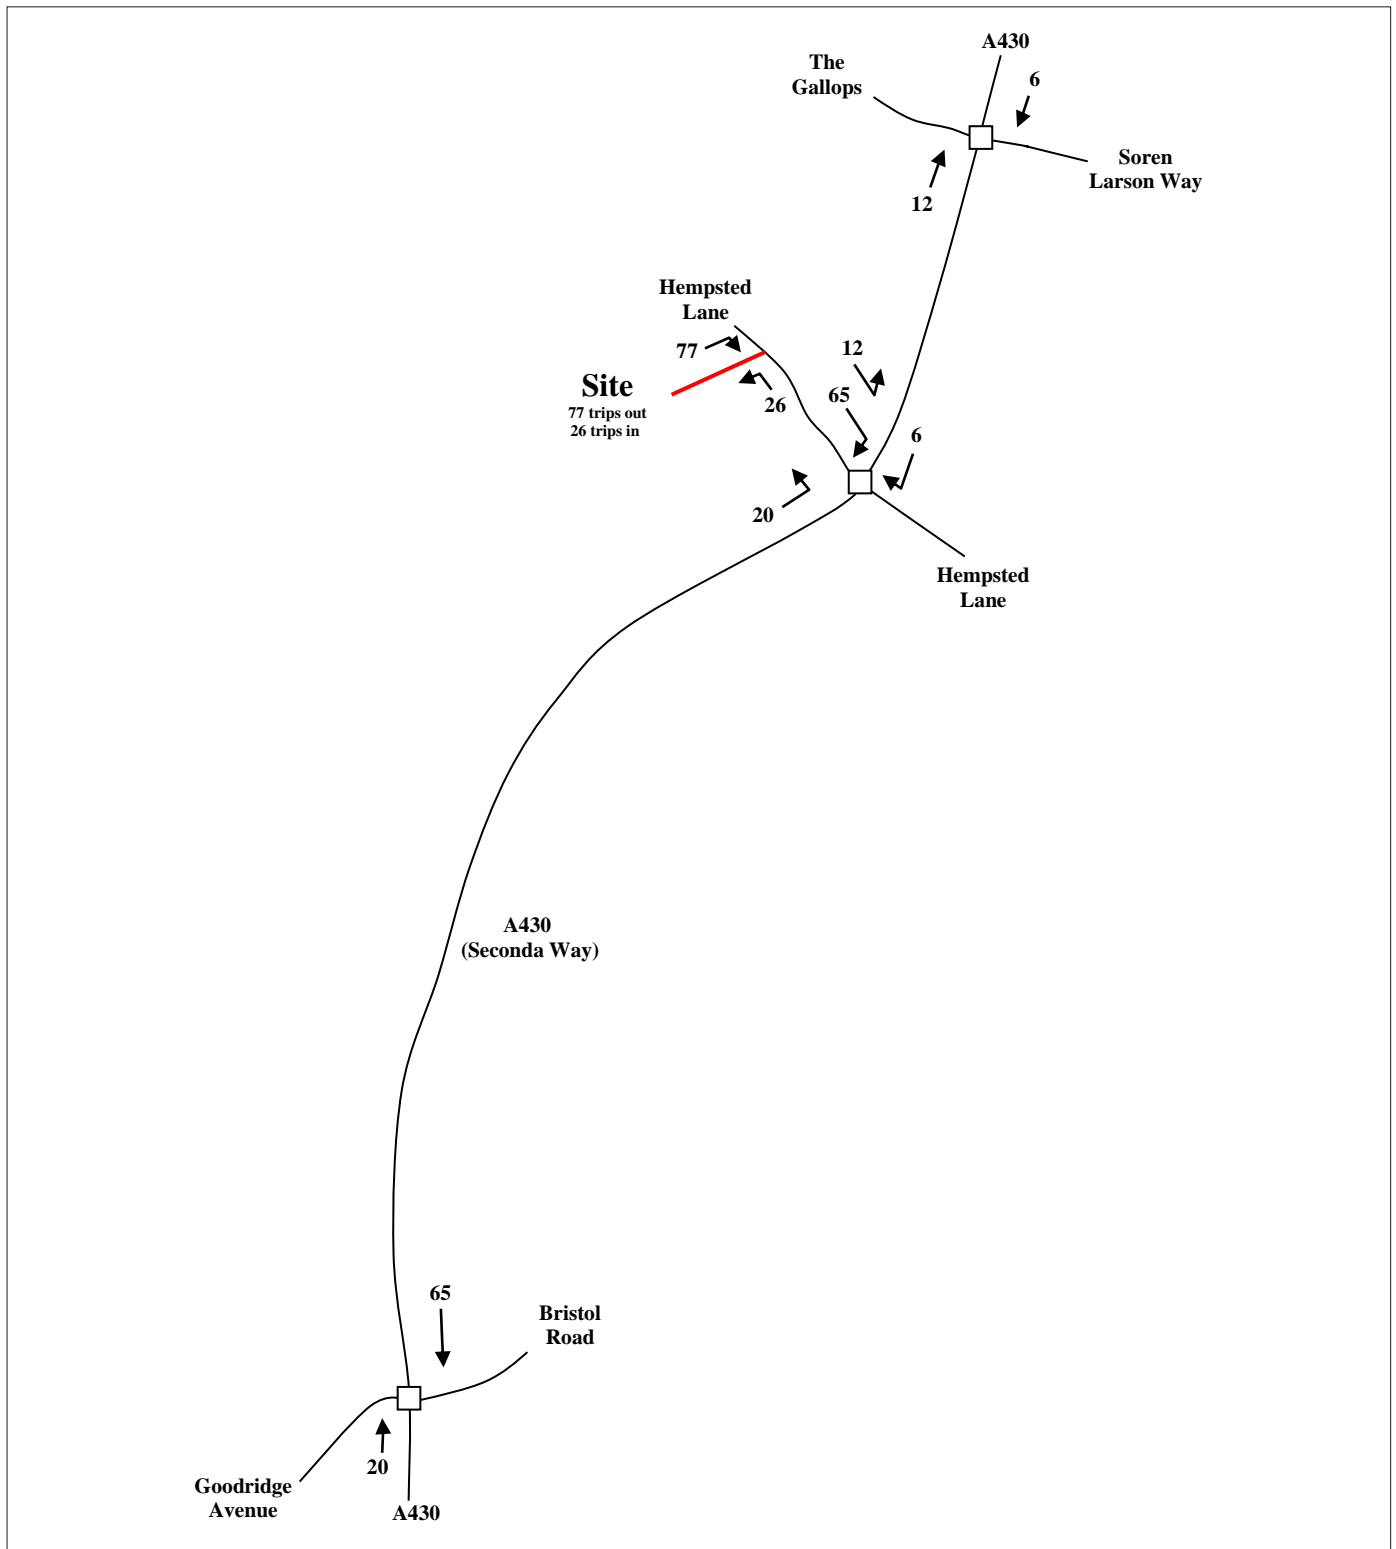 A430
The
Gallops
6
Soren
Larson Way
12
Hempsted
Lane
77
12
Site
77 trips out
26 trips in
26
65
6
20
Hempsted
Lane
A430
(Seconda Way)
65
Bristol
Road
20
Goodridge
Avenue
A430